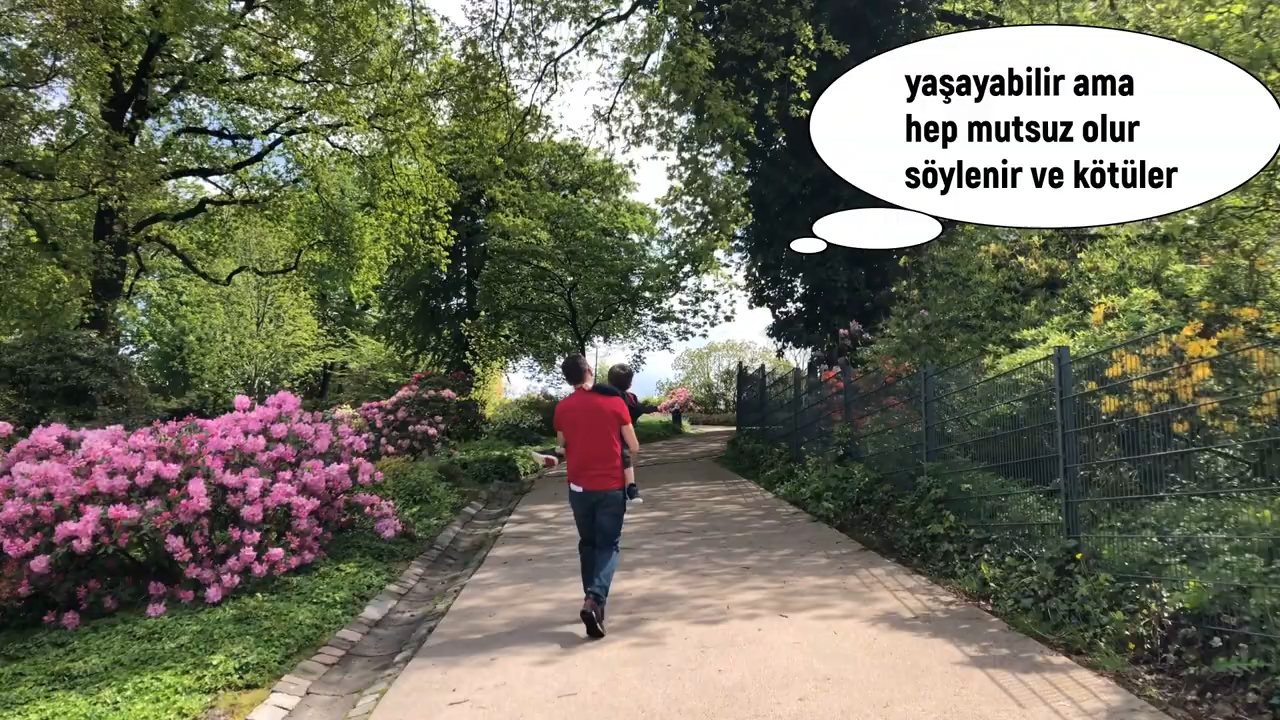 yaşayabilir ama
hep mutsuz olur
söylenir ve kötüler